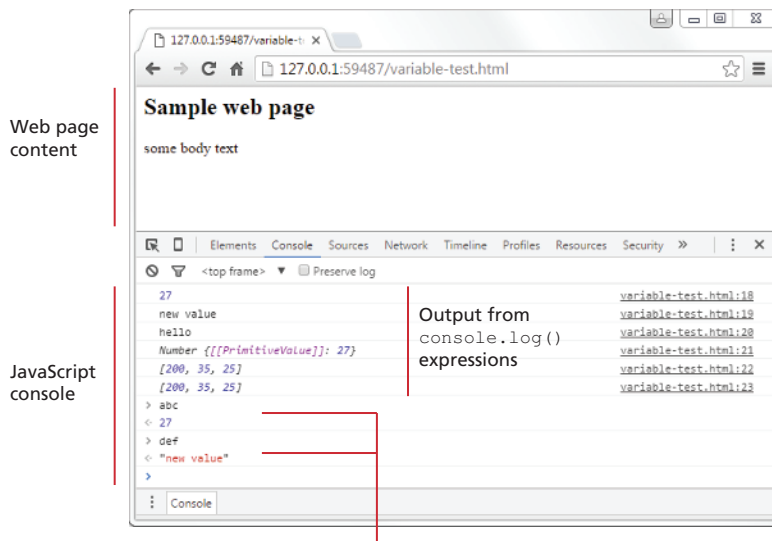 127.0.0.1:59487/variable-t
127.0.0.1:59487/variable-test.html
Web page
content
Sample web page
some body text
Elements Console Sources Network Timeline Profiles Resources Security »
<top frame> ▼ Preserve log
JavaScript
console
27 variable-test.html:18
new value variable-test.html:19
hello variable-test.html:20
Number {[[PrimitiveValue]]: 27} variable-test.html:21
[200, 35, 25] variable-test.html:22
[200, 35, 25] variable-test.html:23
Output from
console.log()
expressions
> abc
< 27
> def
< "new value"
>
Console